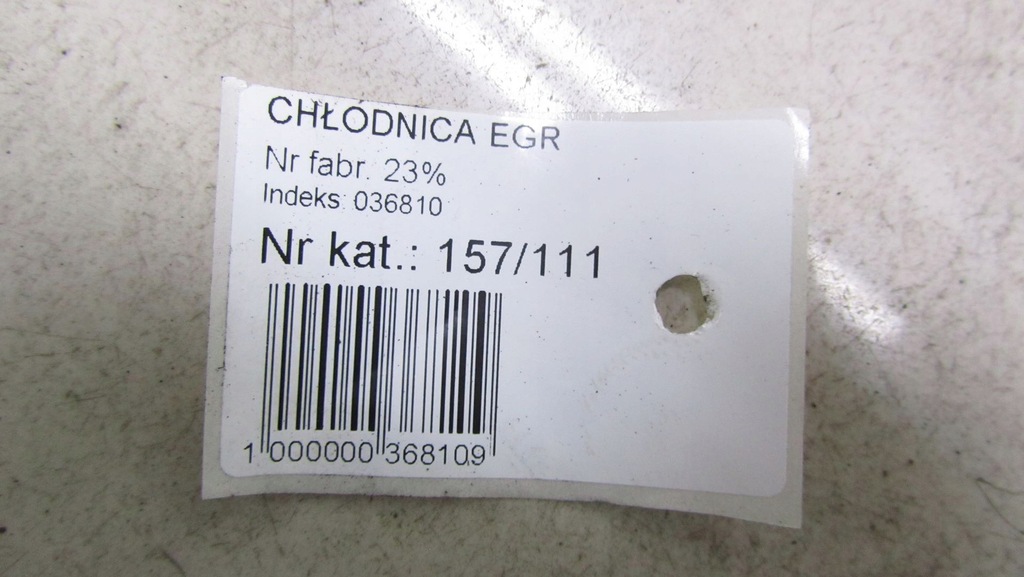 CHŁODNICA EGR
Nr fabr. 23%
Indeks: 036810
Nr kat.: 157/111
1 000000 368109